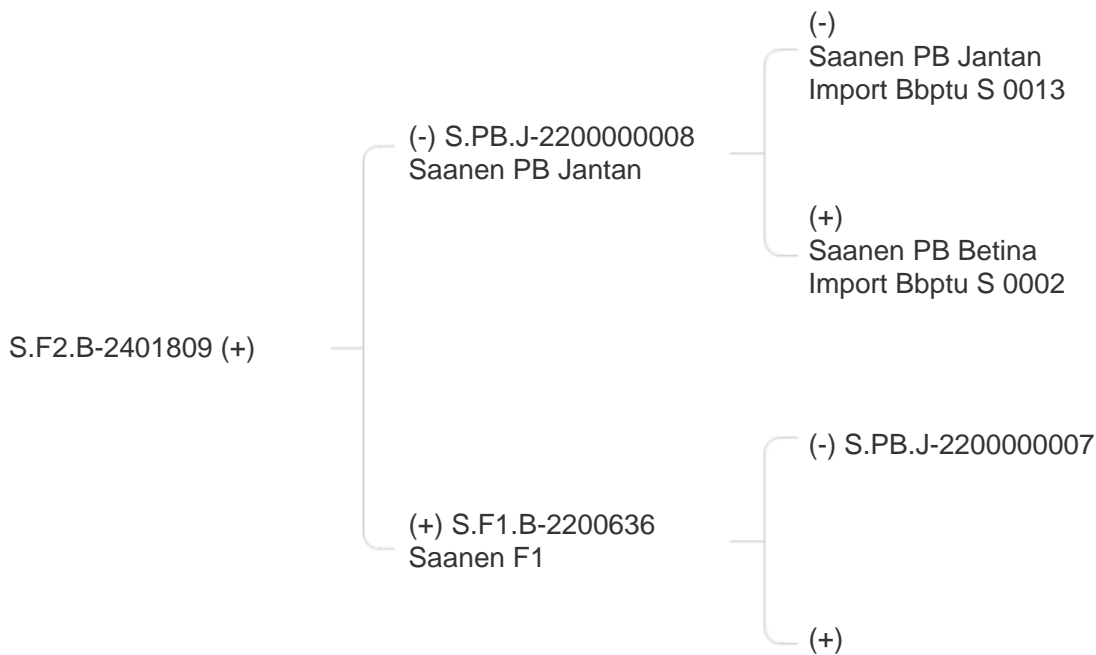 (-)
Saanen PB Jantan
Import Bbptu S 0013
(-) S.PB.J-2200000008
Saanen PB Jantan
(+)
Saanen PB Betina
Import Bbptu S 0002
S.F2.B-2401809 (+)
(-) S.PB.J-2200000007
(+) S.F1.B-2200636
Saanen F1
(+)